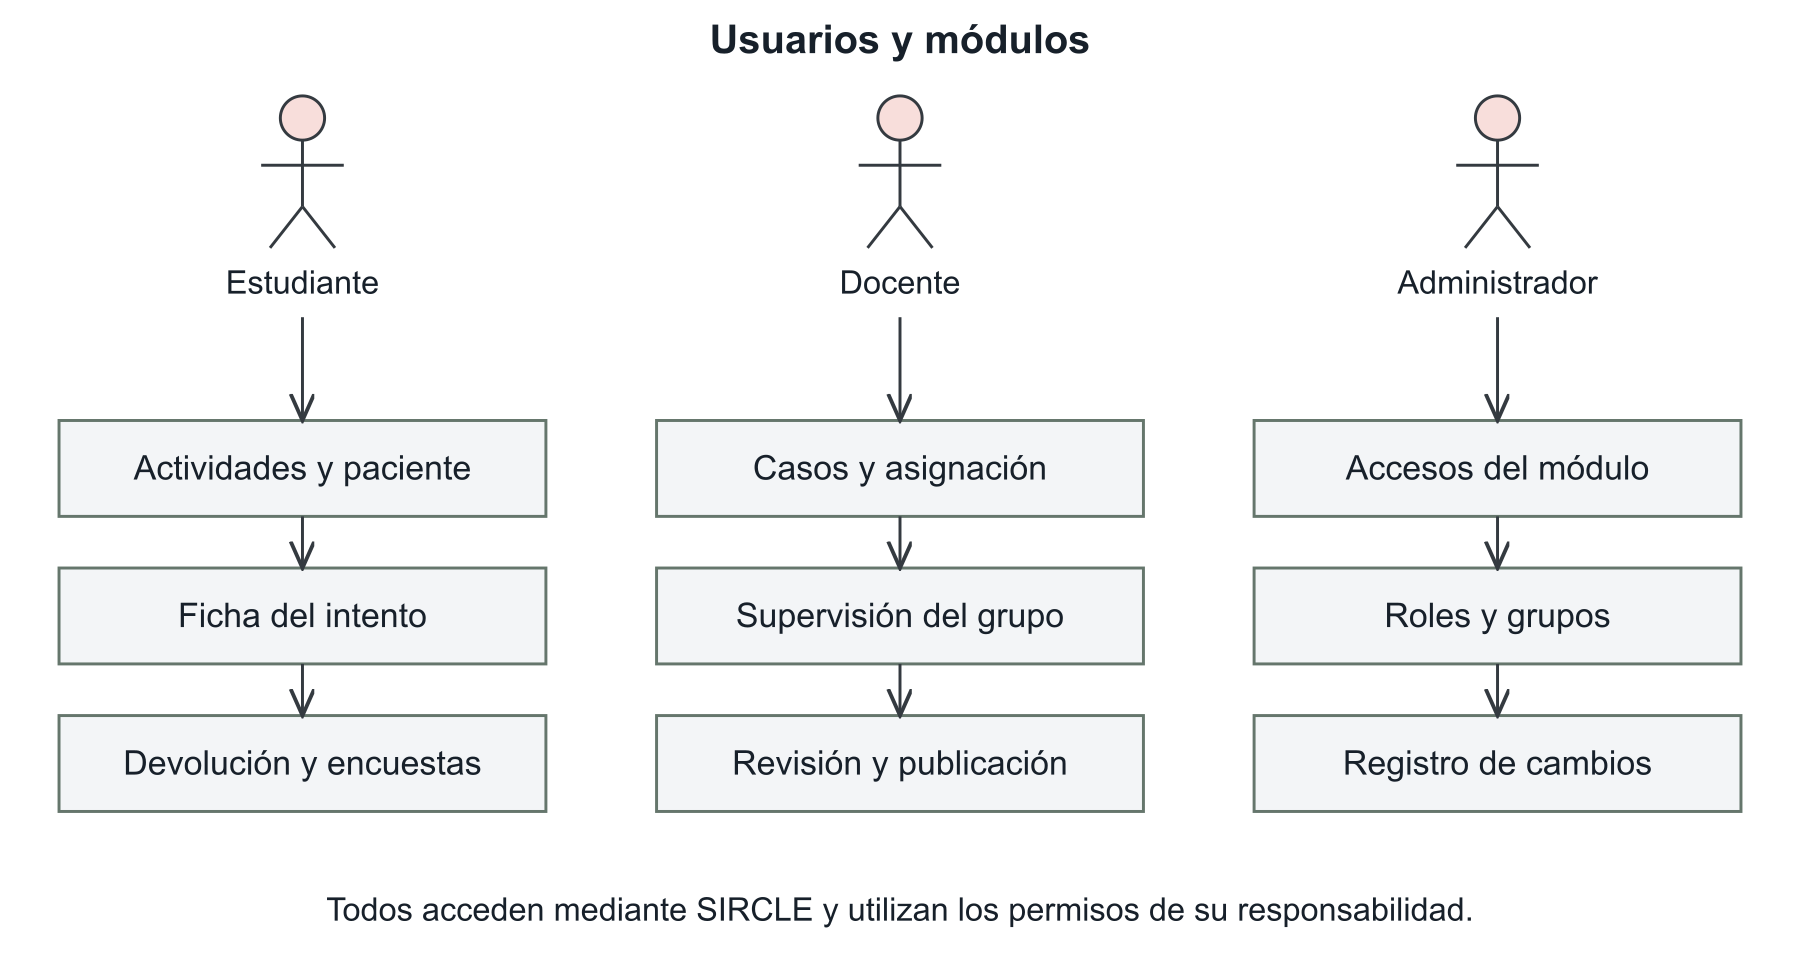 Usuarios y módulos
Estudiante
Docente
Administrador
Actividades y paciente
Casos y asignación
Accesos del módulo
Ficha del intento
Supervisión del grupo
Roles y grupos
Devolución y encuestas
Revisión y publicación
Registro de cambios
Todos acceden mediante SIRCLE y utilizan los permisos de su responsabilidad.